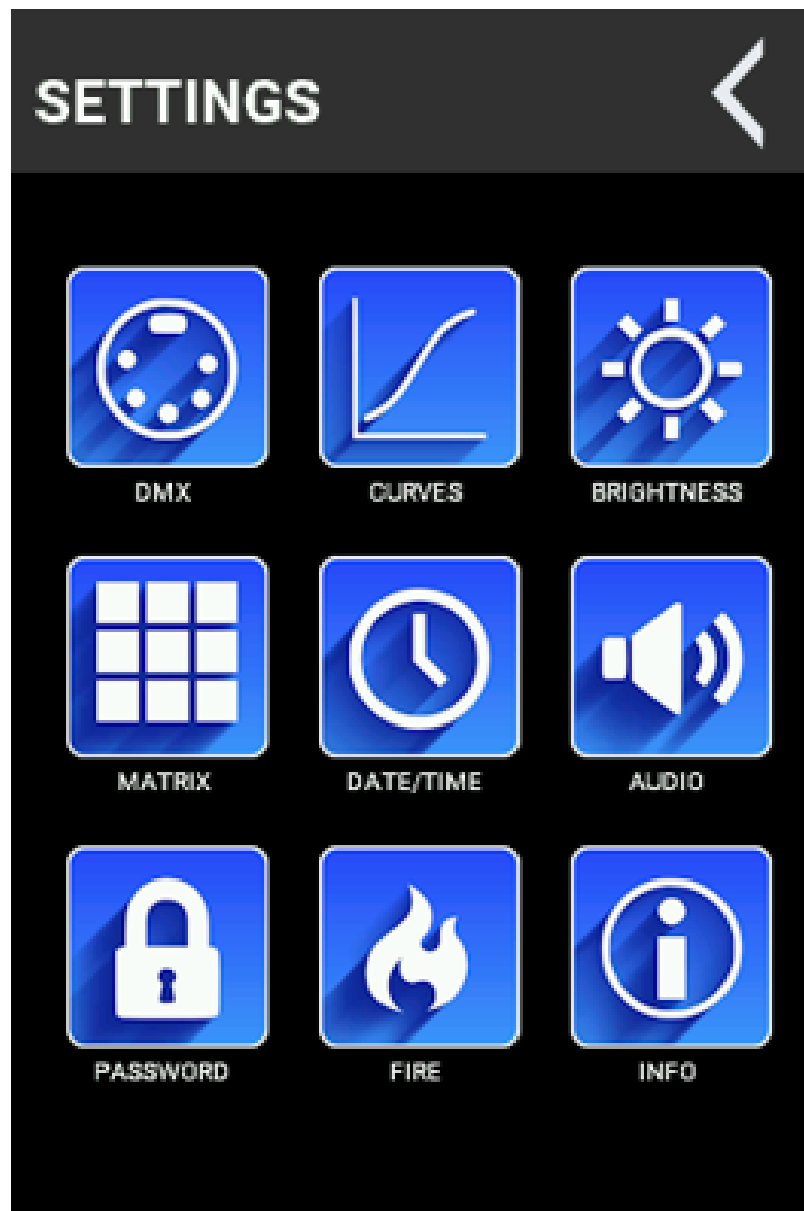 SETTINGS
DMX CURVES BRIGHTNESS
MATRIX DATE/TIME AUDIO
PASSWORD FIRE INFO